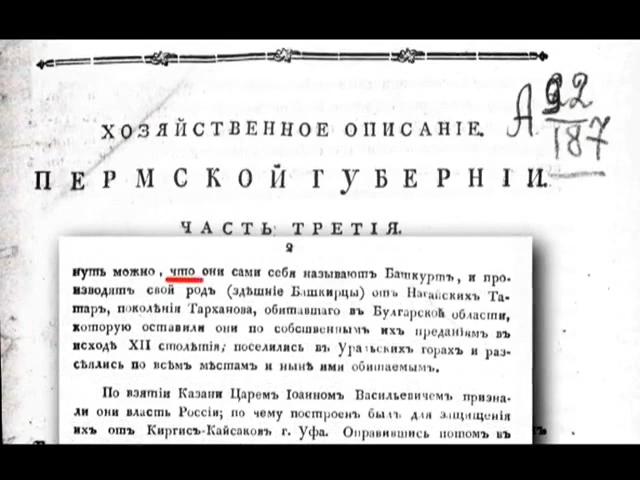 ХОЗЯЙСТВЕННОЕ ОПИСАНІЕ.
А 92
187
ПЕРМСКОЙ ГУБЕРНІИ.
ЧАСТЬ ТРЕТІЯ.
2
нуть можно, что они сами себя называютъ Башкуртъ, и про-
изводятъ свой родъ (здѣшніе Башкирцы) отъ Нагайскихъ Та-
таръ, поколѣнія Тарханова, обитавшаго въ Булгарской области,
которую оставили они по собственнымъ ихъ преданіямъ въ
исходѣ XII столѣтія; поселились въ Уральскихъ горахъ и раз-
сѣялись по всѣмъ мѣстамъ и нынѣ ими обитаемымъ.
По взятіи Казани Царемъ Іоанномъ Васильевичемъ призна-
ли они власть Россіи; по чему построенъ былъ для защищенія
ихъ отъ Киргис-Кайсаковъ г. Уфа. Оправившись потомъ въ